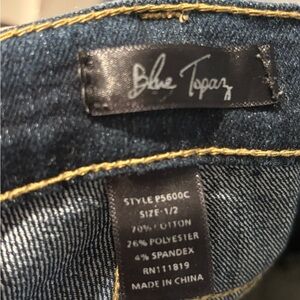 Blue Topaz
STYLE P5600C
SIZE-1/2
70% COTTON
26% POLYESTER
4% SPANDEX
RN111819
MADE IN CHINA